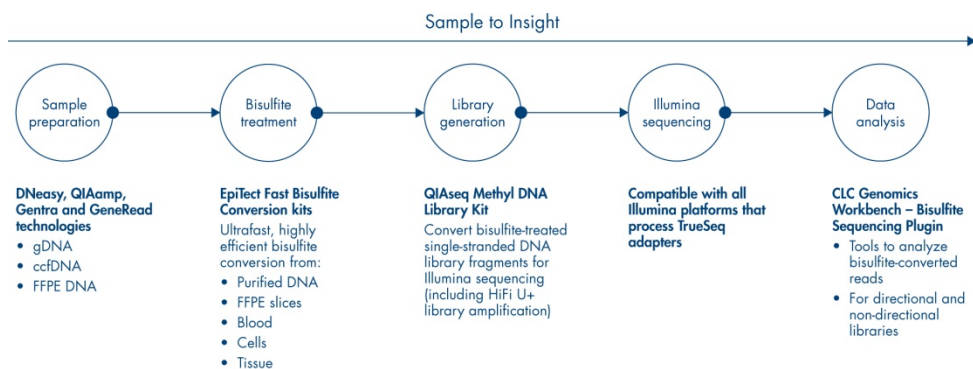 Sample to Insight
Sample
preparation
Bisulfite
treatment
Library
generation
Illumina
sequencing
Data
analysis
DNeasy, QIAamp,
Gentra and GeneRead
technologies
• gDNA
• ccfDNA
• FFPE DNA
EpiTect Fast Bisulfite
Conversion kits
Ultrafast, highly
efficient bisulfite
conversion from:
• Purified DNA
• FFPE slices
• Blood
• Cells
• Tissue
QIAseq Methyl DNA
Library Kit
Convert bisulfite-treated
single-stranded DNA
library fragments for
Illumina sequencing
(including HiFi U+
library amplification)
Compatible with all
Illumina platforms that
process TrueSeq
adapters
CLC Genomics
Workbench – Bisulfite
Sequencing Plugin
• Tools to analyze
bisulfite-converted
reads
• For directional and
non-directional
libraries